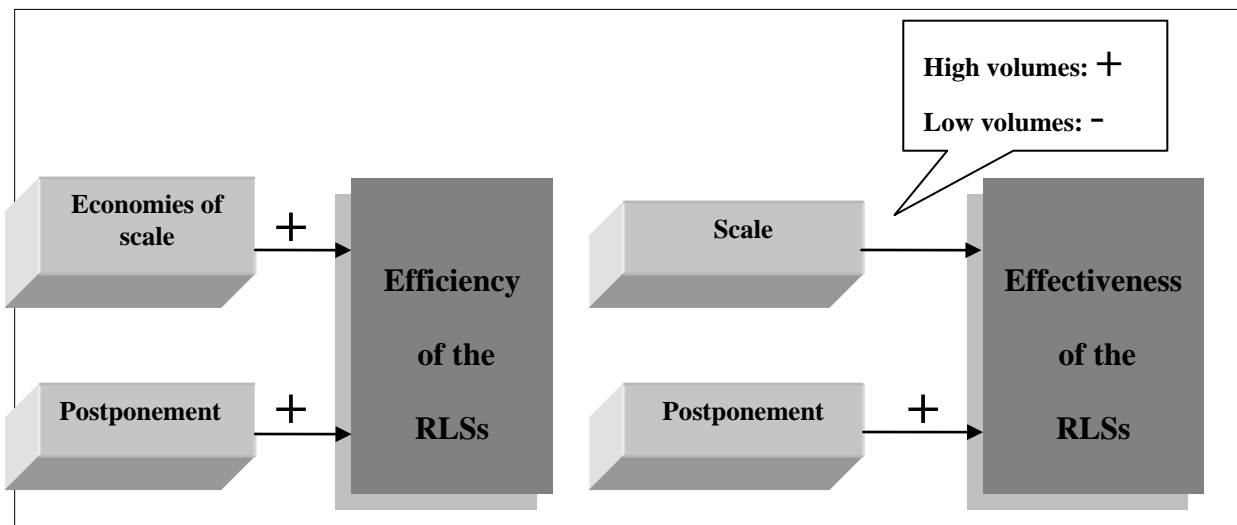 High volumes: +
Low volumes: -
Economies of
scale
+
Efficiency
of the
RLSs
Postponement
+
Scale
Effectiveness
of the
RLSs
Postponement
+